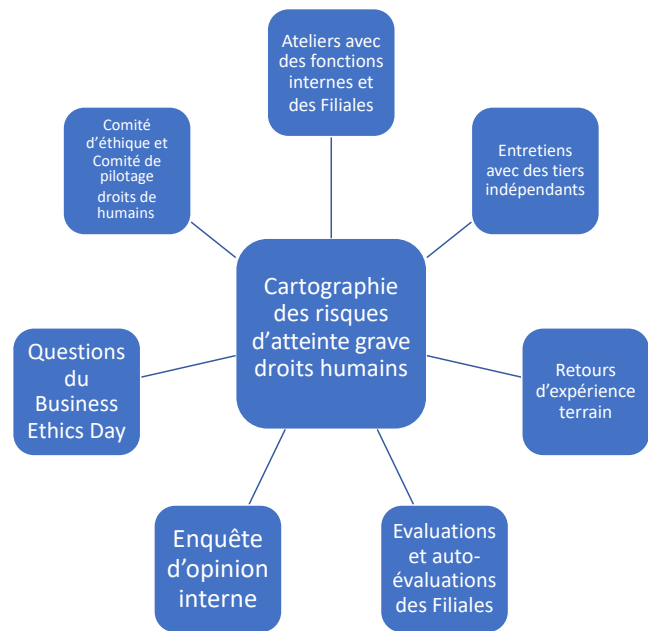 Ateliers avec
des fonctions
internes et
des Filiales
Comité
d’éthique et
Comité de
pilotage
droits de
humains
Entretiens
avec des tiers
indépendants
Cartographie
des risques
d’atteinte grave
droits humains
Questions
du
Business
Ethics Day
Retours
d’expérience
terrain
Enquête
d’opinion
interne
Evaluations
et auto-
évaluations
des Filiales